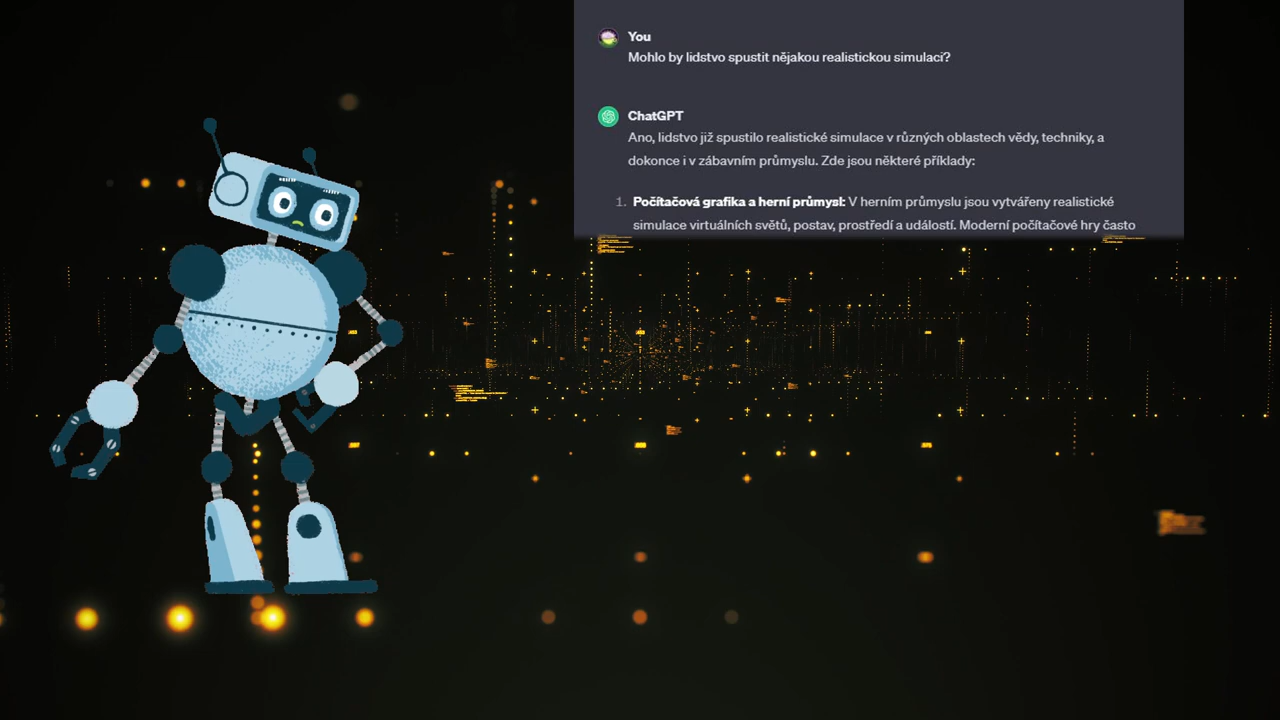 You
Mohlo by lidstvo spustit nějakou realistickou simulaci?
ChatGPT
Ano, lidstvo již spustilo realistické simulace v různých oblastech vědy, techniky, a
dokonce i v zábavním průmyslu. Zde jsou některé příklady:
1. Počítačová grafika a herní průmysl: V herním průmyslu jsou vytvářeny realistické
simulace virtuálních světů, postav, prostředí a událostí. Moderní počítačové hry často